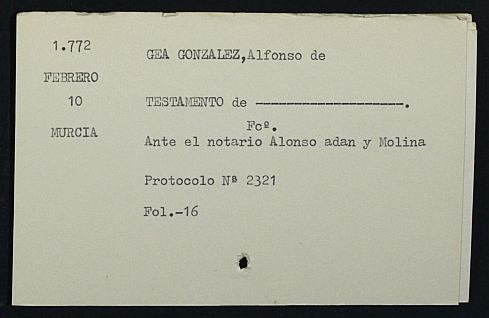 1.772
GEA GONZALEZ,Alfonso de
FEBRERO
10
TESTAMENTO de --------------------.
MURCIA
Fcº.
Ante el notario Alonso adan y Molina
Protocolo Nº 2321
Fol.-16